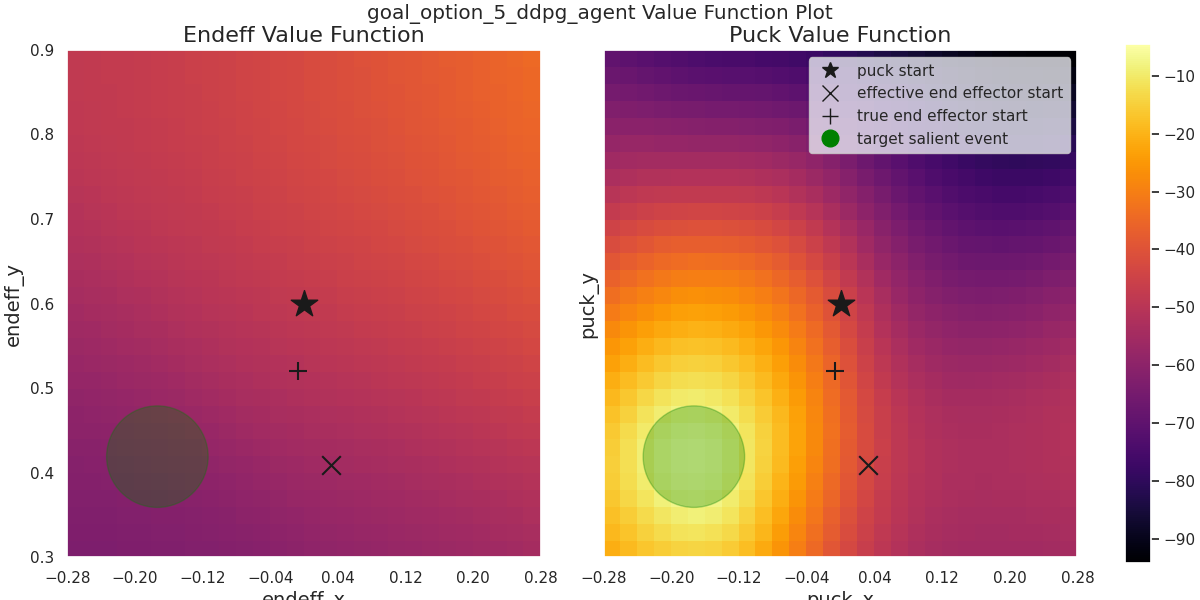 goal_option_5_ddpg_agent Value Function Plot
Endeff Value Function
Puck Value Function
0.9
0.8
0.7
0.6
0.5
0.4
0.3
endeff_y
−0.28 −0.20 −0.12 −0.04 0.04 0.12 0.20 0.28
endeff_x
puck_y
puck start
effective end effector start
true end effector start
target salient event
−0.28 −0.20 −0.12 −0.04 0.04 0.12 0.20 0.28
puck_x
−10
−20
−30
−40
−50
−60
−70
−80
−90